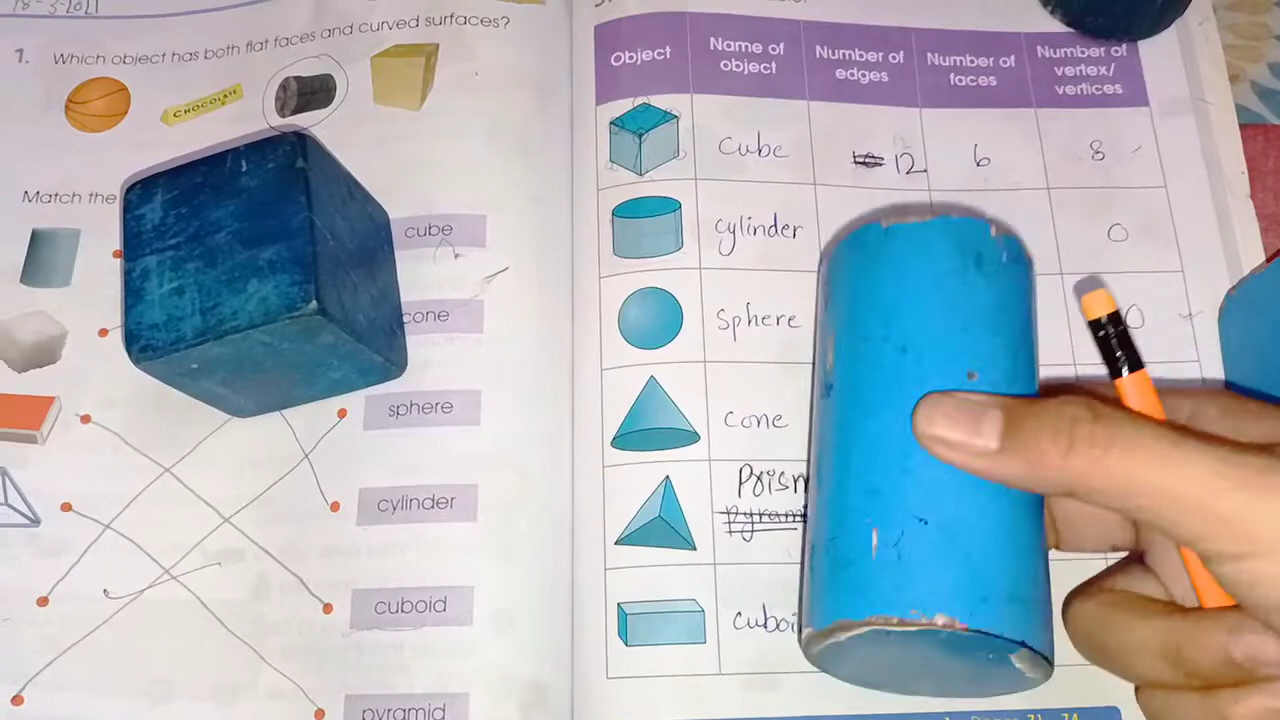 18-3-2021
1. Which object has both flat faces and curved surfaces?
CHOCOLATE
Match the
cube
cone
sphere
cylinder
cuboid
pyramid
Object Name of object Number of edges Number of faces Number of vertex/ vertices
cube 12 6 8
cylinder 0
sphere 0
cone
Prism
pyram
cuboi